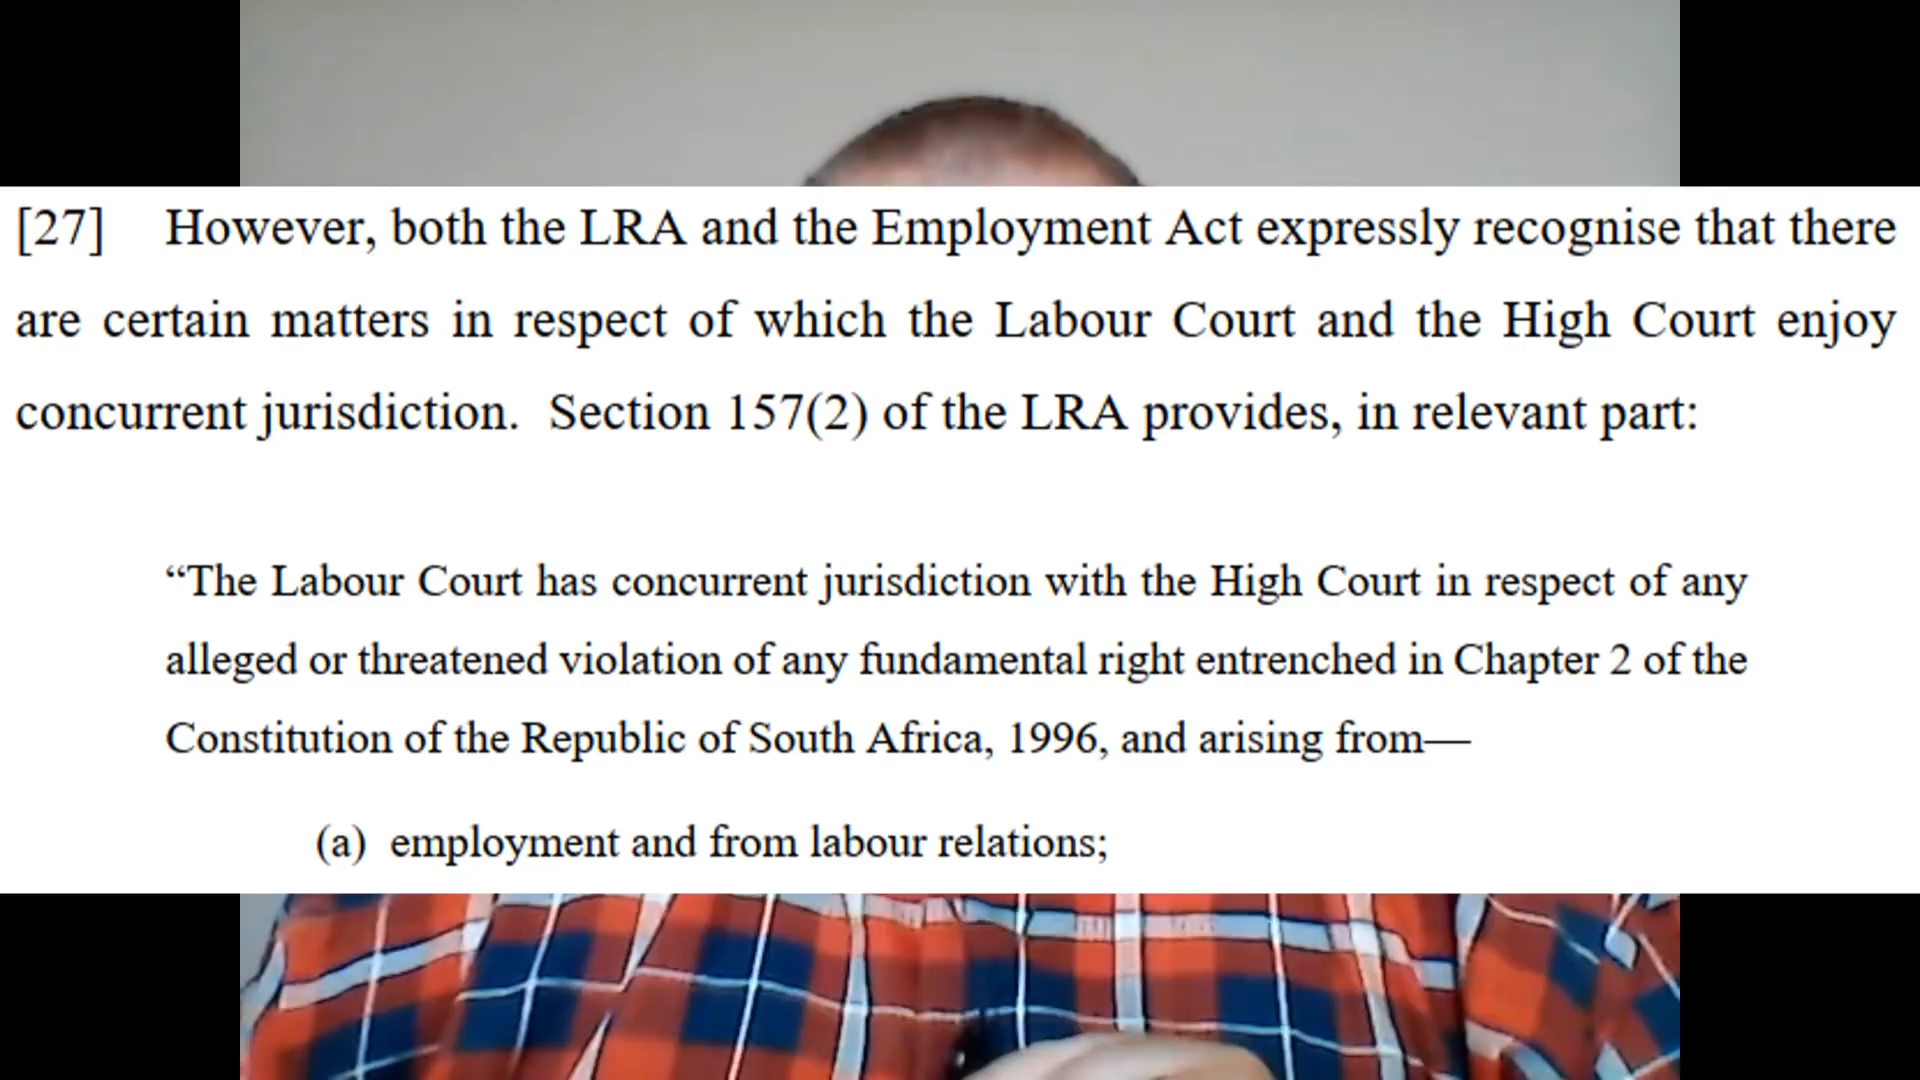 [27] However, both the LRA and the Employment Act expressly recognise that there
are certain matters in respect of which the Labour Court and the High Court enjoy
concurrent jurisdiction. Section 157(2) of the LRA provides, in relevant part:
“The Labour Court has concurrent jurisdiction with the High Court in respect of any
alleged or threatened violation of any fundamental right entrenched in Chapter 2 of the
Constitution of the Republic of South Africa, 1996, and arising from—
(a) employment and from labour relations;